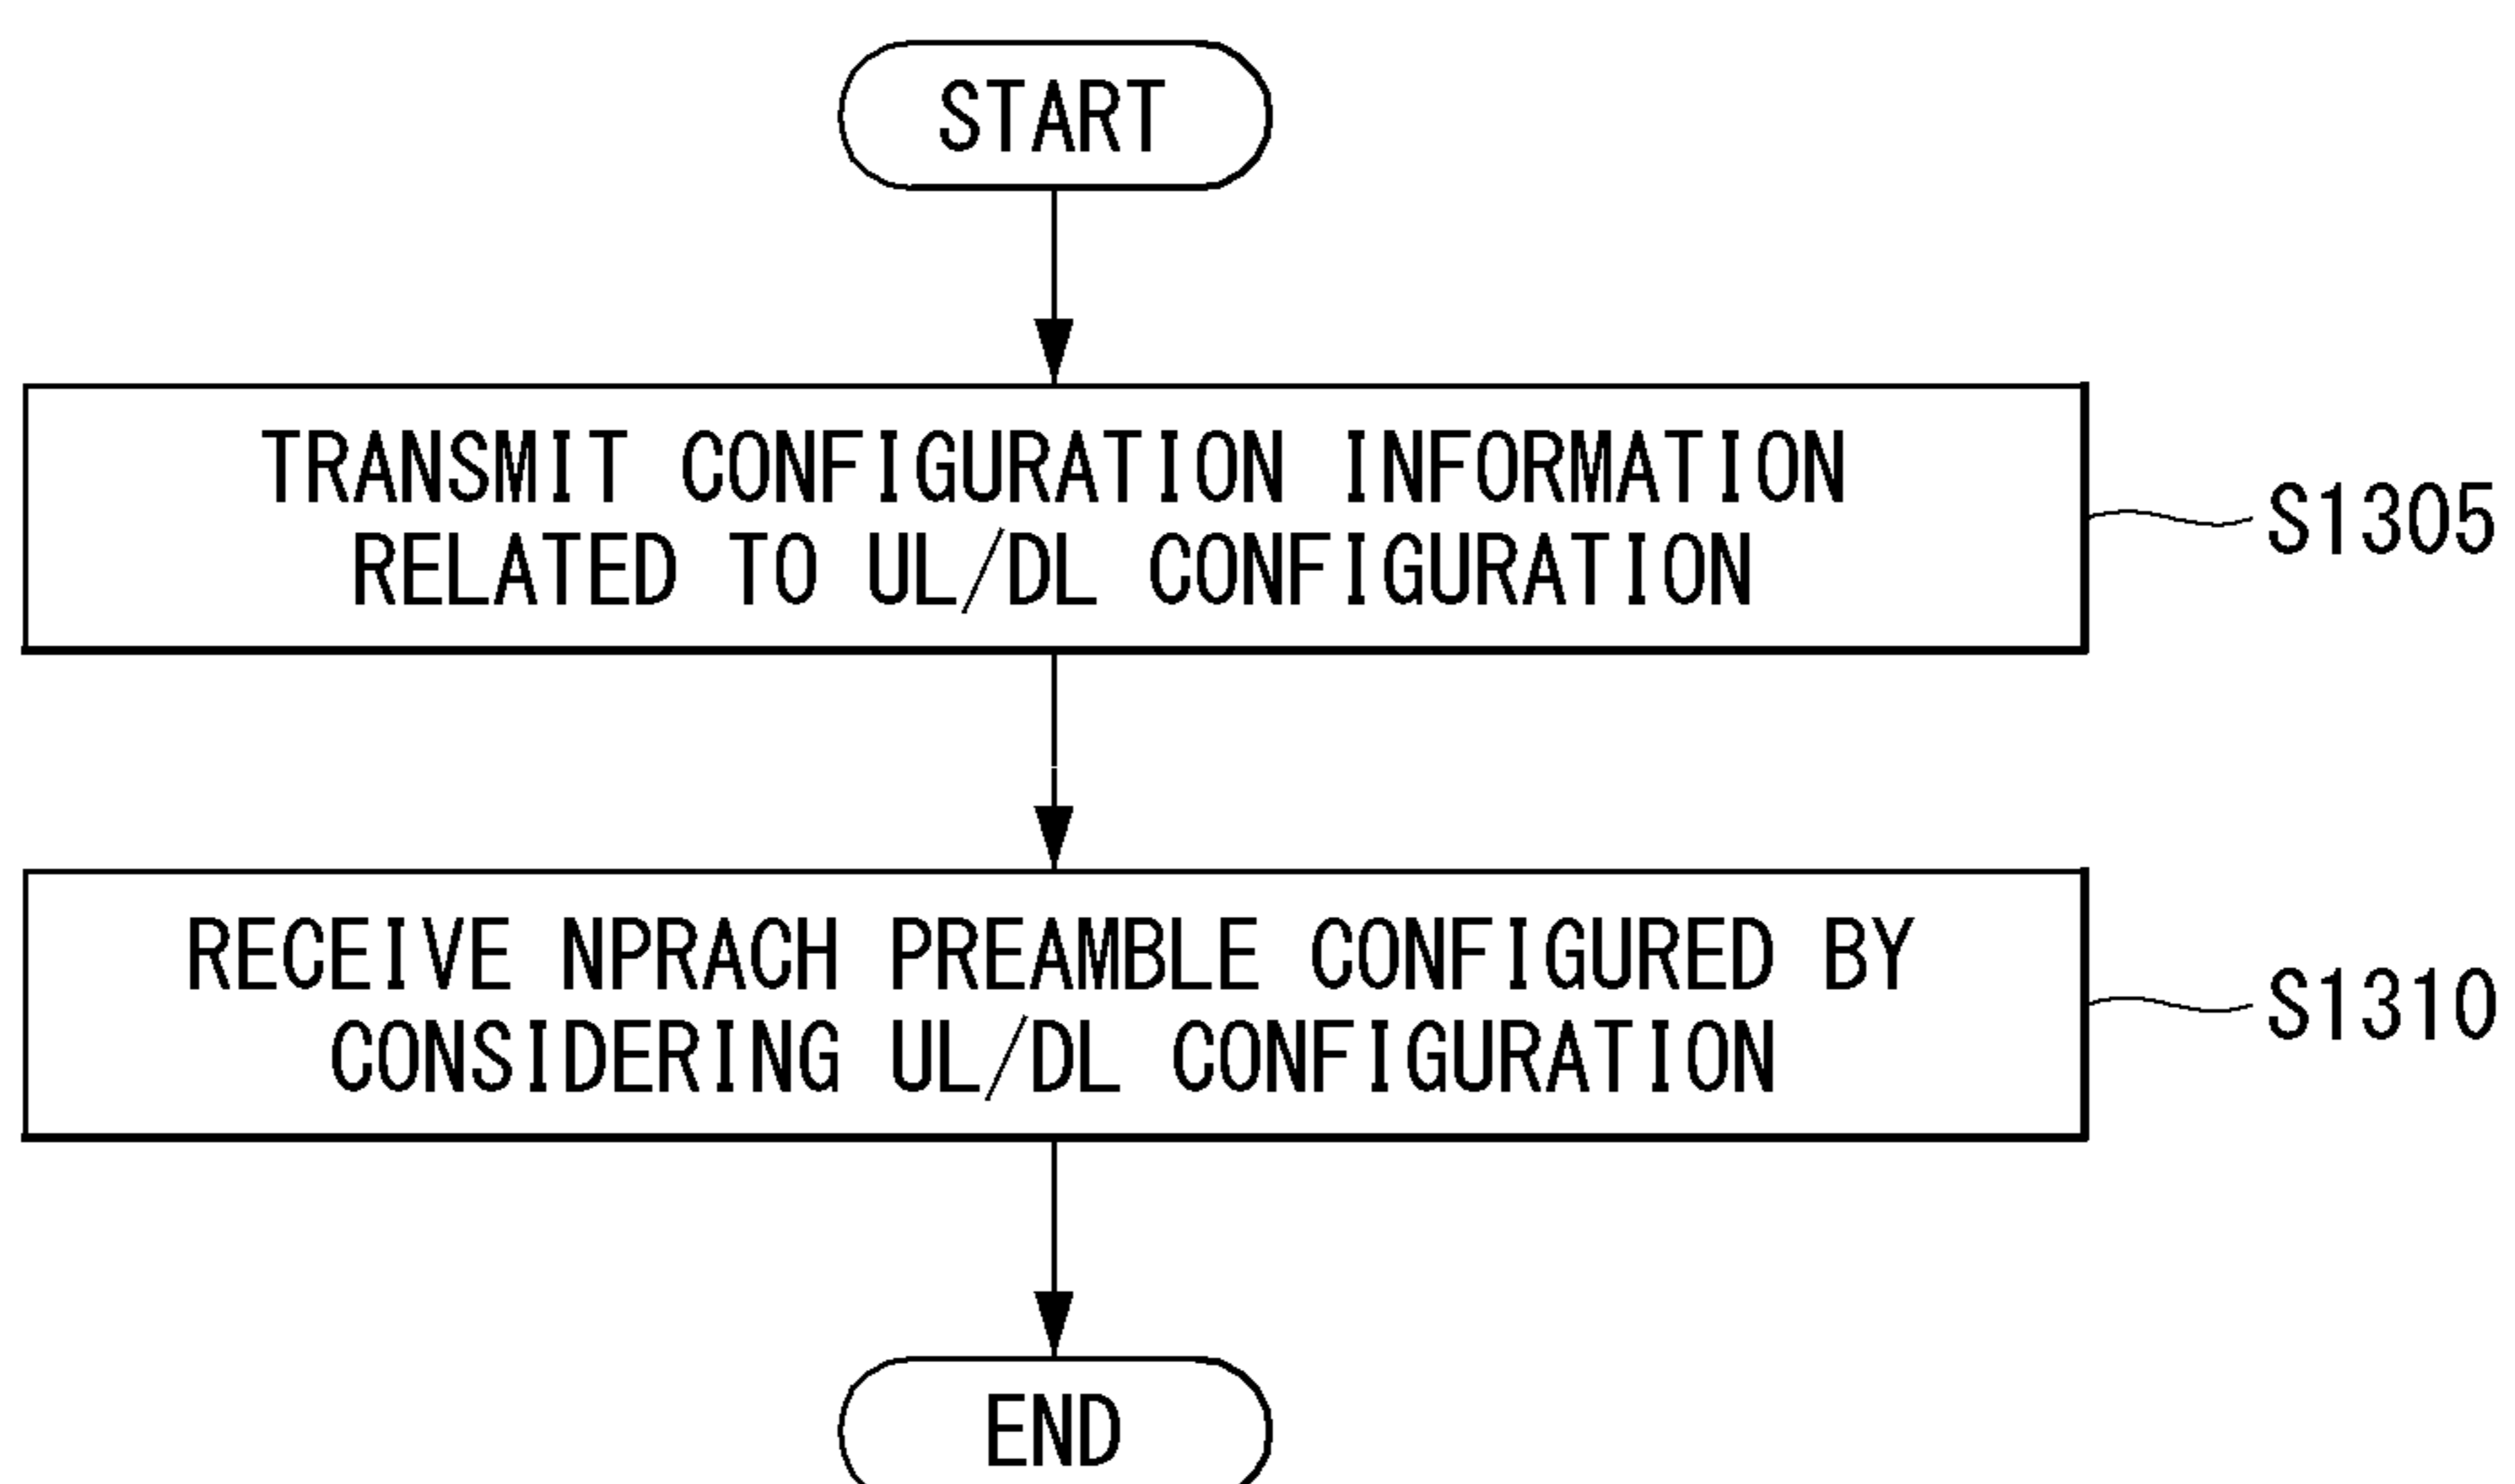 START
TRANSMIT CONFIGURATION INFORMATION
RELATED TO UL/DL CONFIGURATION
S1305
RECEIVE NPRACH PREAMBLE CONFIGURED BY
CONSIDERING UL/DL CONFIGURATION
S1310
END